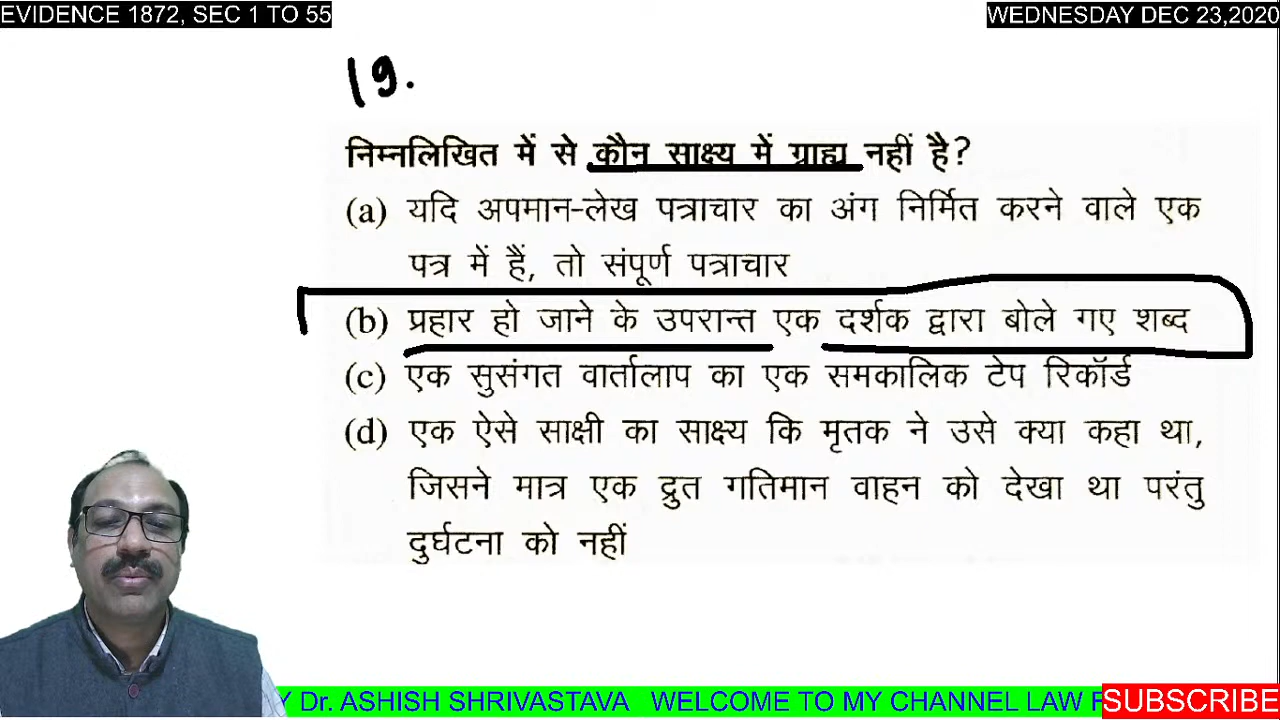 EVIDENCE 1872, SEC 1 TO 55
WEDNESDAY DEC 23,2020
19.
निम्नलिखित में से कौन साक्ष्य में ग्राह्य नहीं है?
(a) यदि अपमान-लेख पत्राचार का अंग निर्मित करने वाले एक
पत्र में हैं, तो संपूर्ण पत्राचार
(b) प्रहार हो जाने के उपरान्त एक दर्शक द्वारा बोले गए शब्द
(c) एक सुसंगत वार्तालाप का एक समकालिक टेप रिकॉर्ड
(d) एक ऐसे साक्षी का साक्ष्य कि मृतक ने उसे क्या कहा था,
जिसने मात्र एक द्रुत गतिमान वाहन को देखा था परंतु
दुर्घटना को नहीं
Y Dr. ASHISH SHRIVASTAVA WELCOME TO MY CHANNEL LAW
SUBSCRIBE